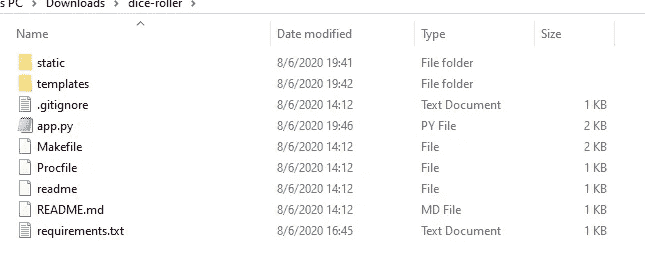 s PC > Downloads > dice-roller >
Name Date modified Type Size
static 8/6/2020 19:41 File folder
templates 8/6/2020 19:42 File folder
.gitignore 8/6/2020 14:12 Text Document 1 KB
app.py 8/6/2020 19:46 PY File 2 KB
Makefile 8/6/2020 14:12 File 2 KB
Procfile 8/6/2020 14:12 File 1 KB
readme 8/6/2020 14:12 File 1 KB
README.md 8/6/2020 14:12 MD File 1 KB
requirements.txt 8/6/2020 16:45 Text Document 1 KB